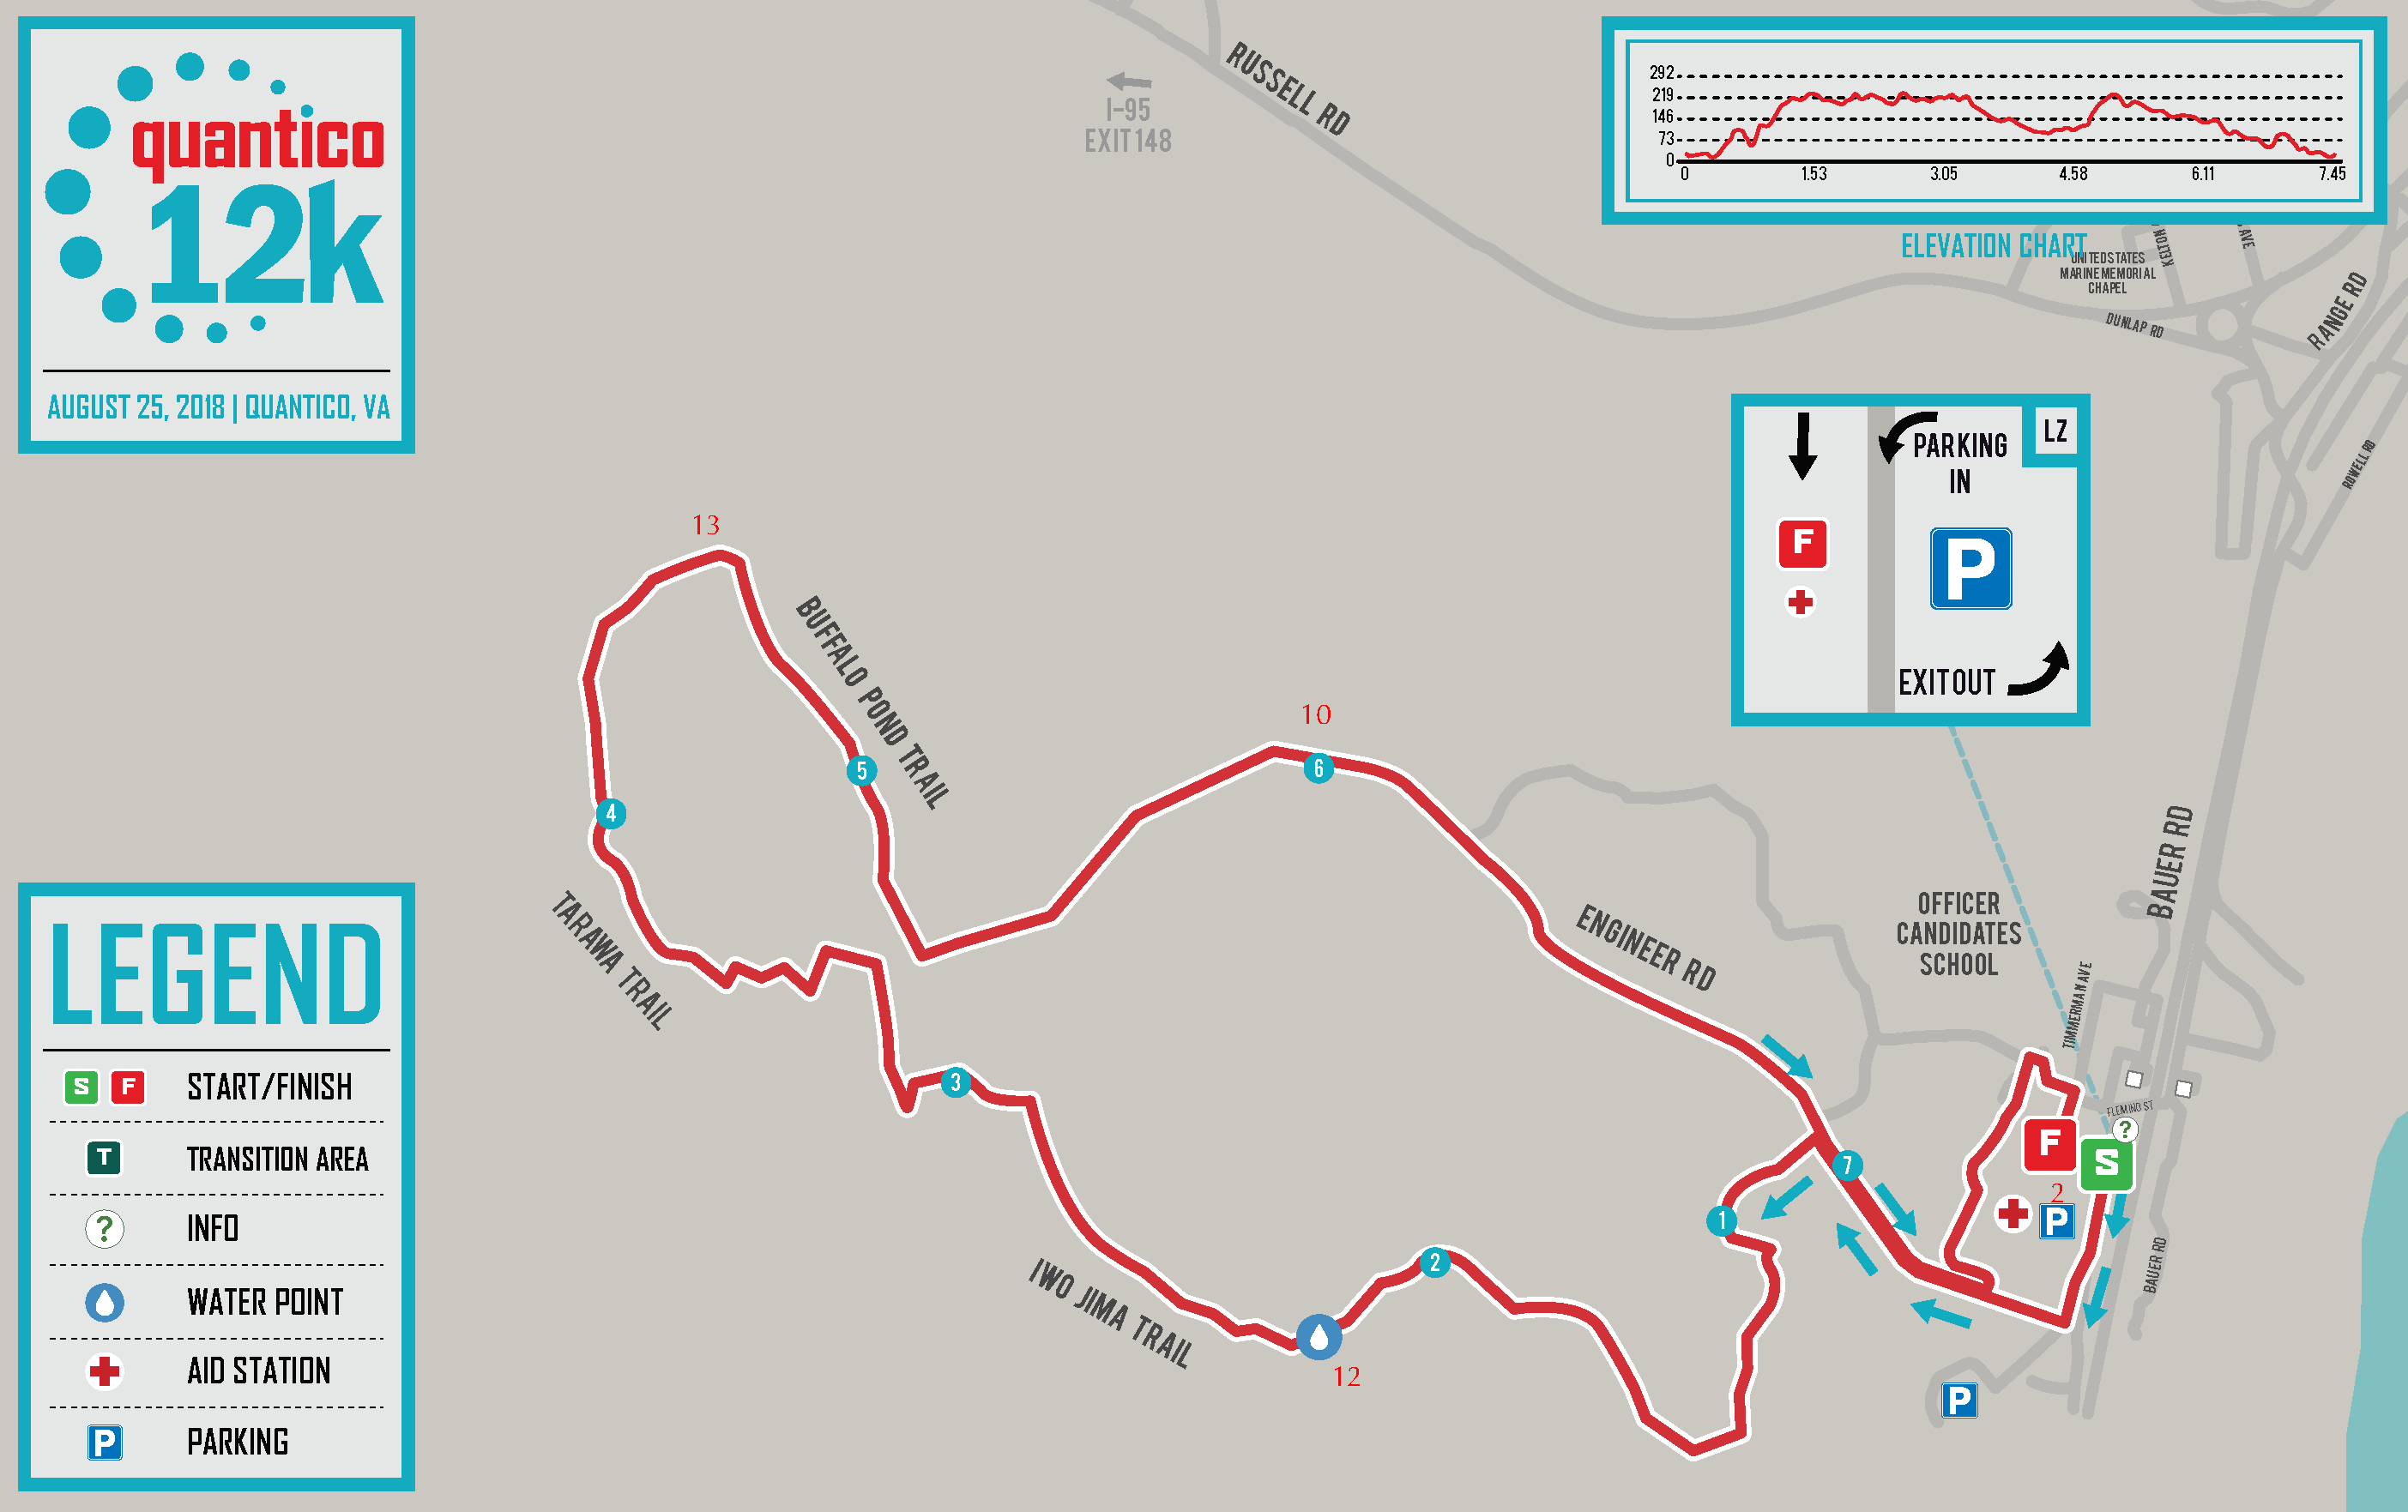 quantico
12k
AUGUST 25, 2018 | QUANTICO, VA
I-95
EXIT 148
RUSSELL RD
292
219
146
73
0
0 1.53 3.05 4.58 6.11 7.45
ELEVATION CHART
UNITED STATES
MARINE MEMORIAL
CHAPEL
KELTON
AVE
DUNLAP RD
RANGE RD
ROWELL RD
PARKING
IN
LZ
F
P
EXIT OUT
13
BUFFALO POND TRAIL
10
5
6
4
TARAWA TRAIL
ENGINEER RD
OFFICER
CANDIDATES
SCHOOL
BAUER RD
TIMMERMAN AVE
FLEMING ST
?
F
S
2
P
3
7
1
2
BAUER RD
IWO JIMA TRAIL
12
P
LEGEND
S F START/FINISH
T TRANSITION AREA
? INFO
WATER POINT
AID STATION
P PARKING